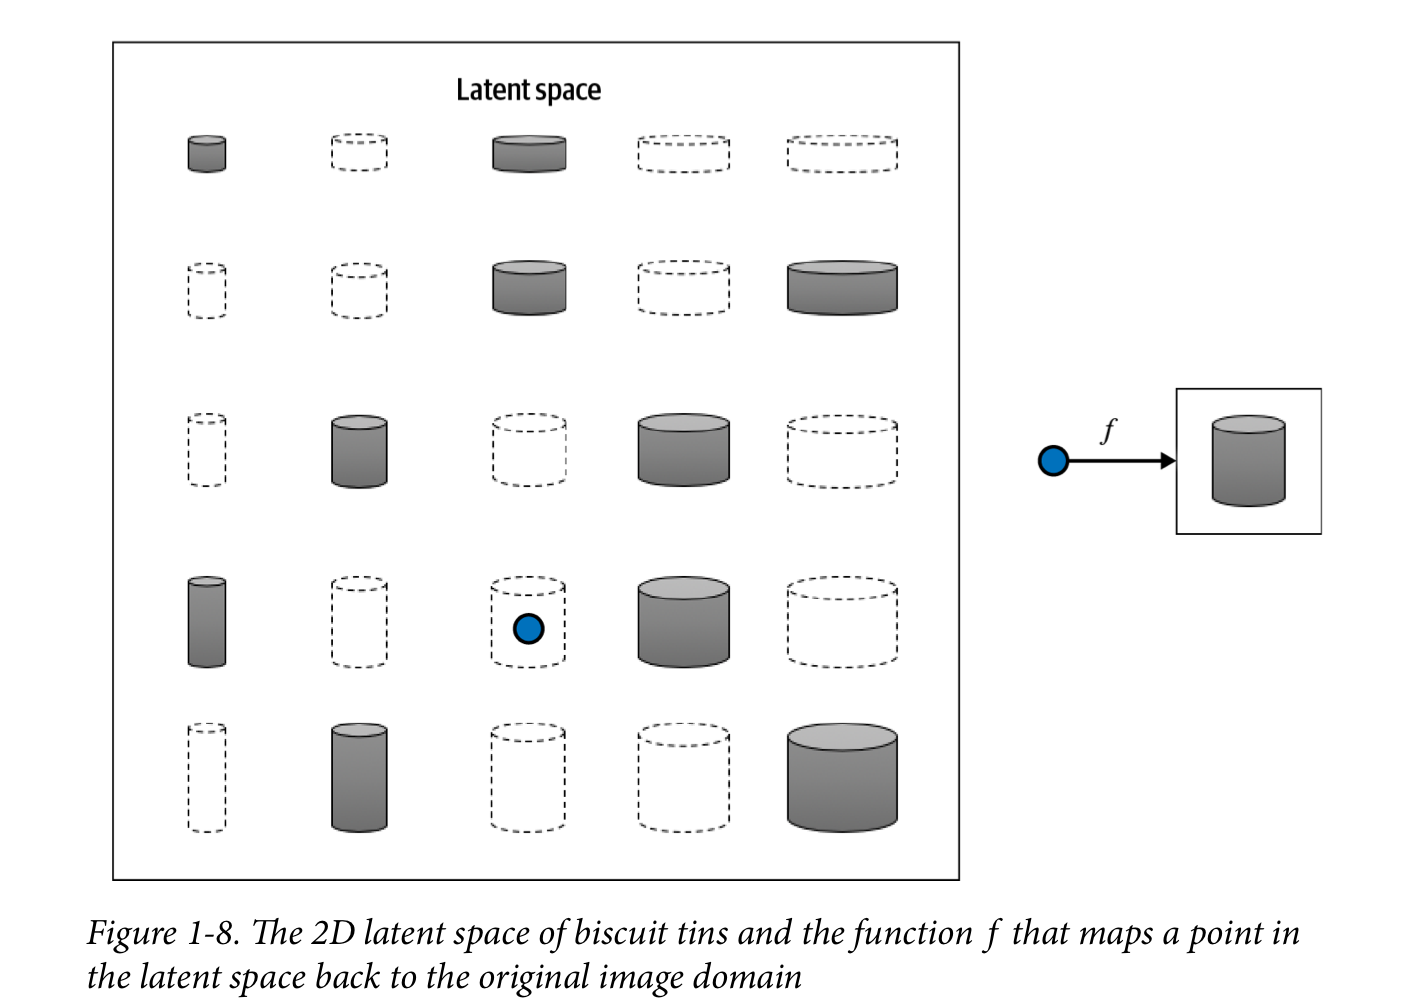 Latent space
f
Figure 1-8. The 2D latent space of biscuit tins and the function f that maps a point in
the latent space back to the original image domain